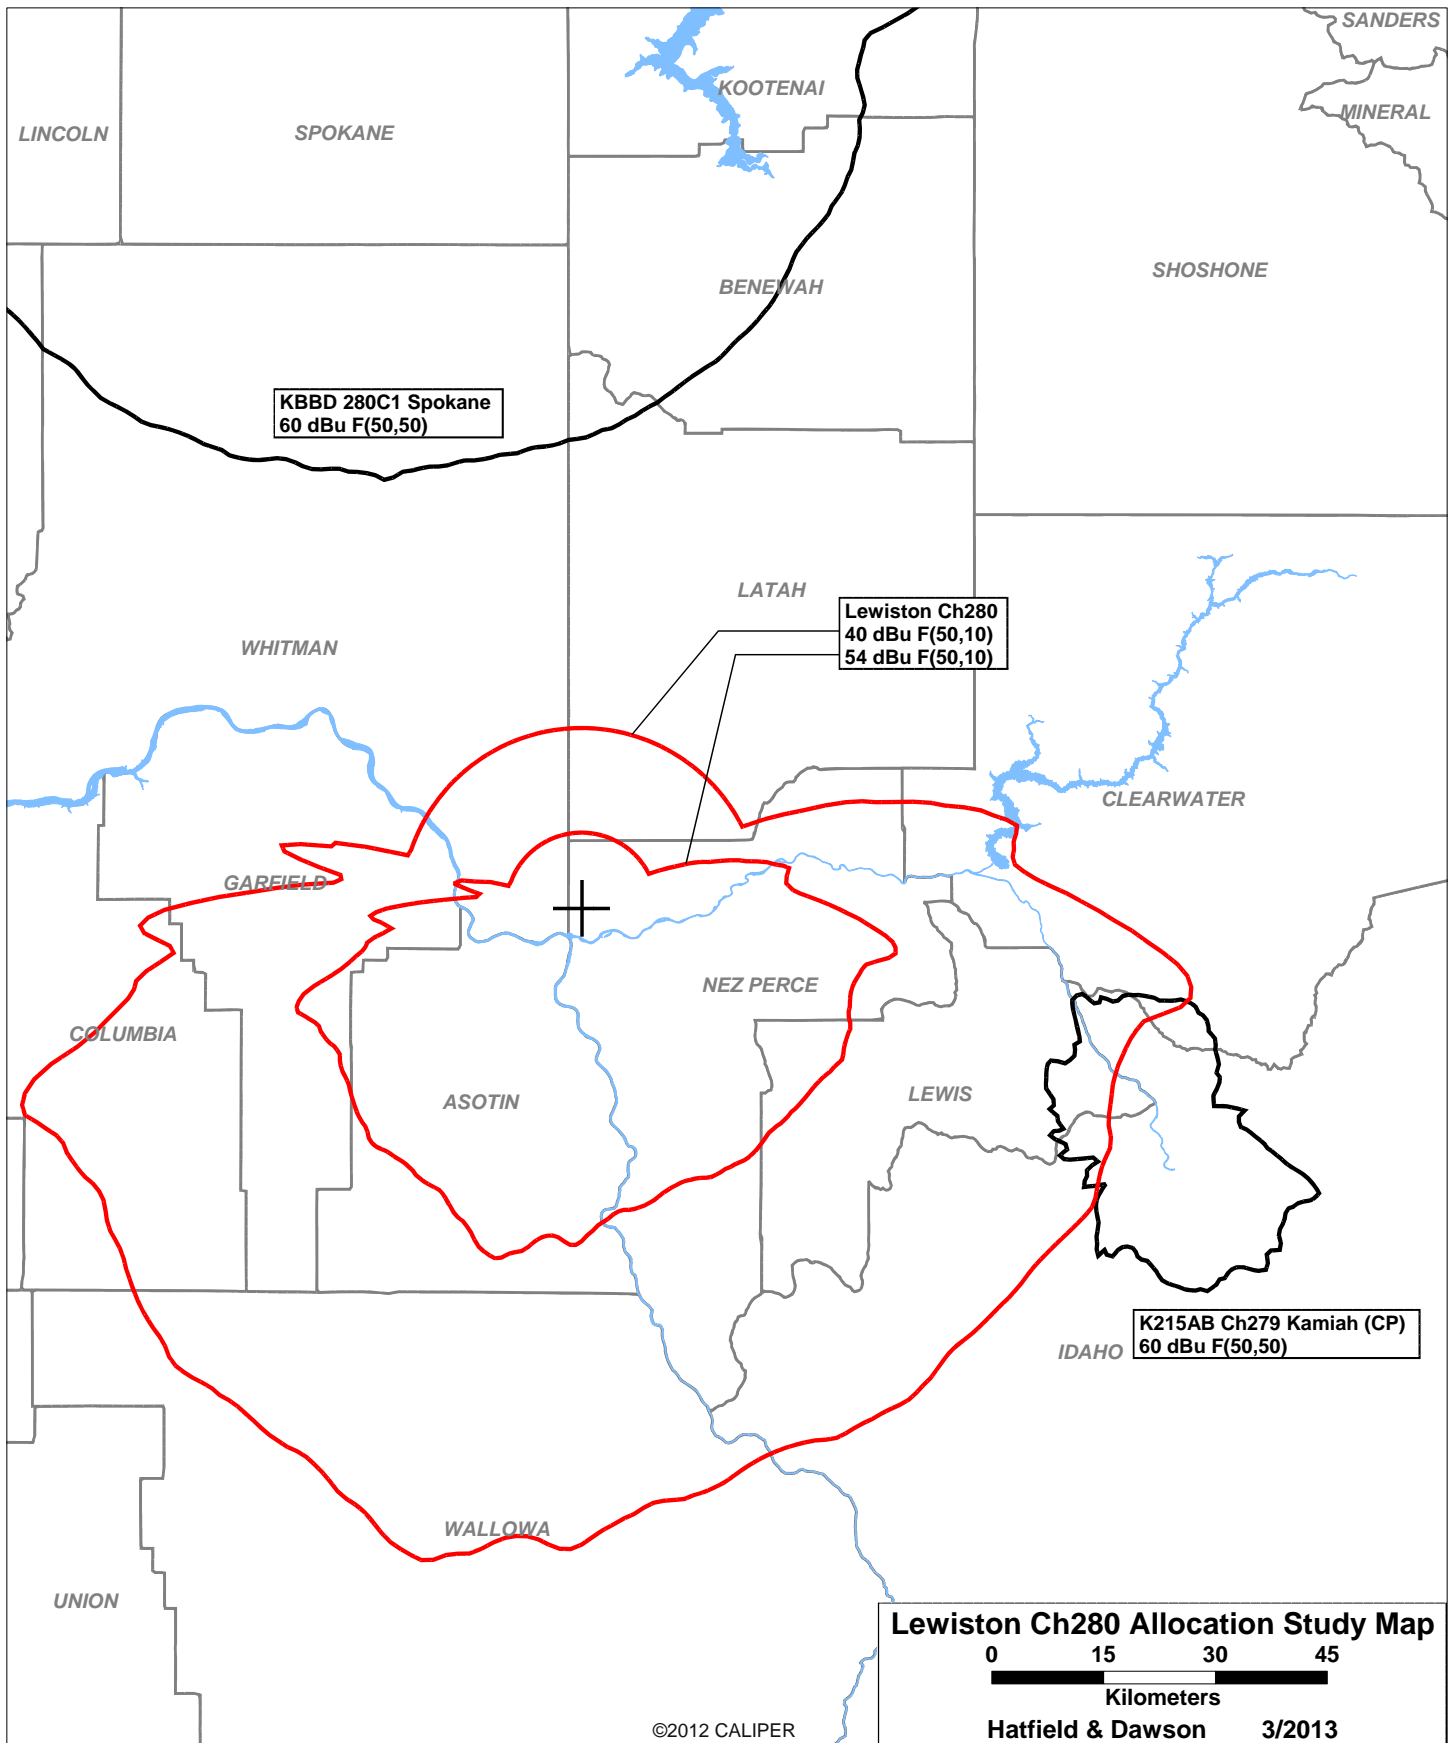 SANDERS
KOOTENAI
MINERAL
LINCOLN
SPOKANE
SHOSHONE
BENEWAH
KBBD 280C1 Spokane
60 dBu F(50,50)
LATAH
Lewiston Ch280
40 dBu F(50,10)
54 dBu F(50,10)
WHITMAN
CLEARWATER
GARFIELD
NEZ PERCE
COLUMBIA
ASOTIN
LEWIS
K215AB Ch279 Kamiah (CP)
60 dBu F(50,50)
IDAHO
WALLOWA
UNION
Lewiston Ch280 Allocation Study Map
0 15 30 45
Kilometers
Hatfield & Dawson 3/2013
©2012 CALIPER